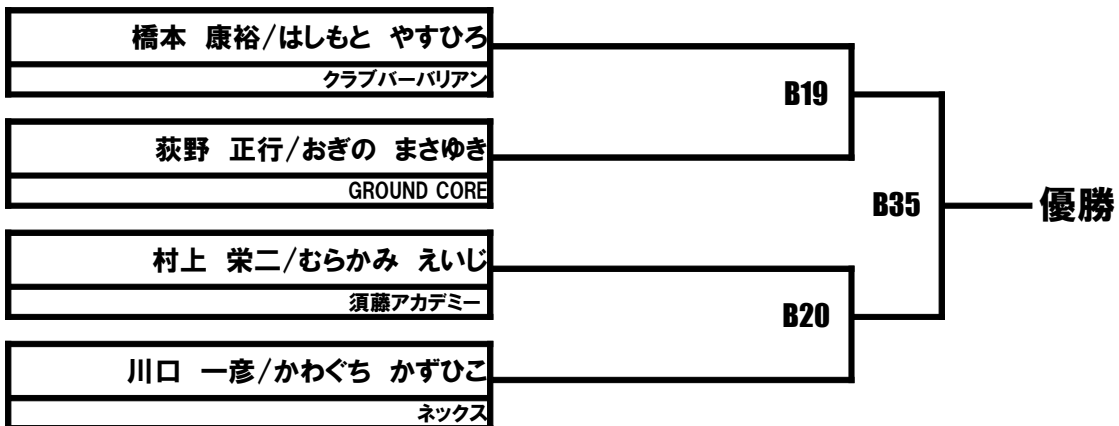 橋本　康裕/はしもと　やすひろ
クラブバーバリアン
B19
荻野　正行/おぎの　まさゆき
GROUND CORE
B35
優勝
村上　栄二/むらかみ　えいじ
須藤アカデミー
B20
川口　一彦/かわぐち　かずひこ
ネックス